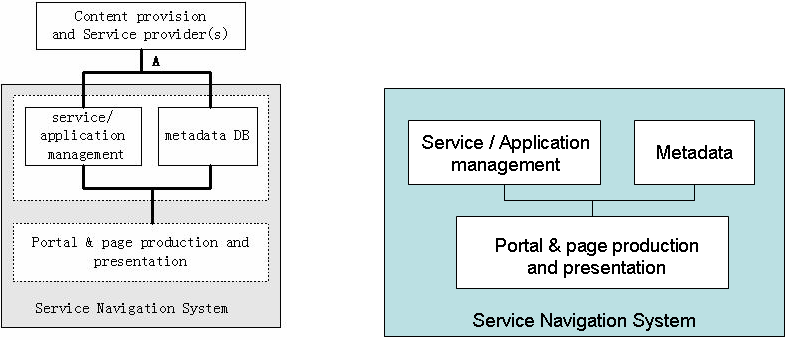 Content provision
and Service provider(s)
A
service/
application
management
metadata DB
Portal & page production and
presentation
Service Navigation System
Service / Application
management
Metadata
Portal & page production
and presentation
Service Navigation System